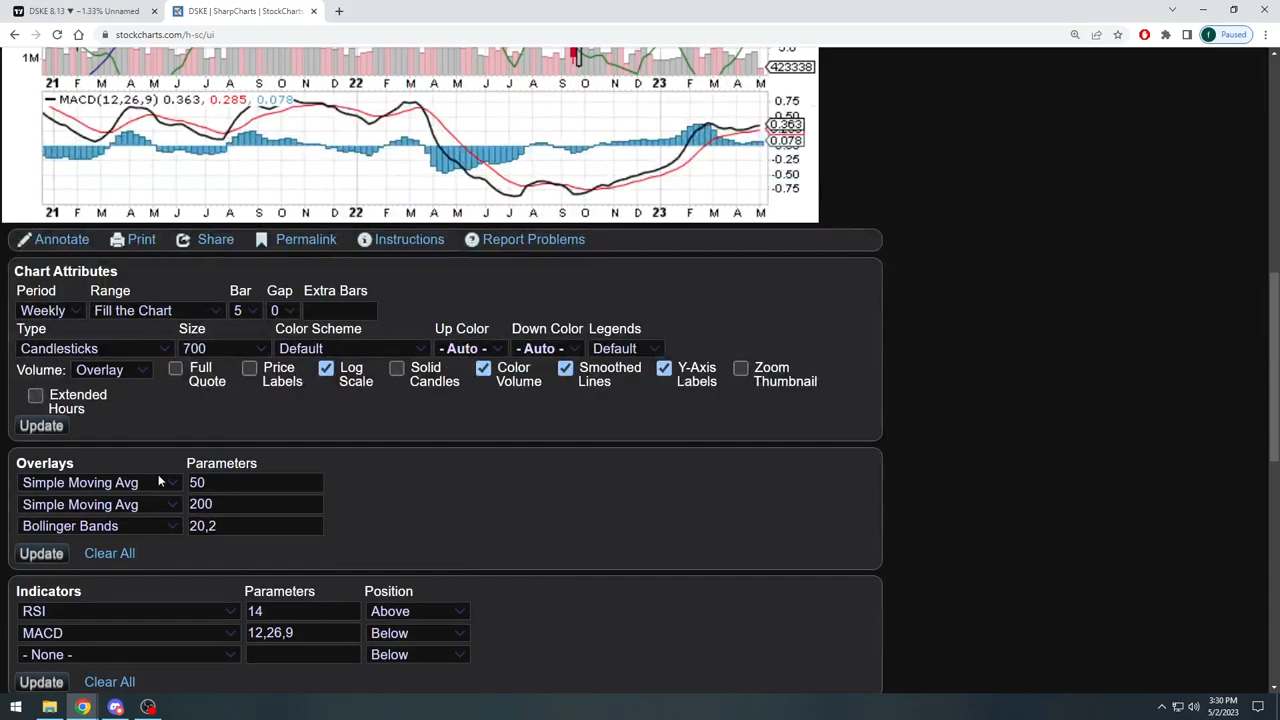 DSKE 8.13 ▼ −1.33% Unnamed
DSKE | SharpCharts | StockCharts
stockcharts.com/h-sc/ui
Paused
1M
5.0
423338
21 F M A M J J A S O N D 22 F M A M J J A S O N D 23 F M A M
MACD(12,26,9) 0.363, 0.285, 0.078
0.75
0.50
0.363
0.078
-0.25
-0.50
-0.75
21 F M A M J J A S O N D 22 F M A M J J A S O N D 23 F M A M
Annotate Print Share Permalink Instructions Report Problems
Chart Attributes
Period Range Bar Gap Extra Bars
Weekly Fill the Chart 5 0
Type Size Color Scheme Up Color Down Color Legends
Candlesticks 700 Default - Auto - - Auto - Default
Volume: Overlay Full Quote Price Labels Log Scale Solid Candles Color Volume Smoothed Lines Y-Axis Labels Zoom Thumbnail
Extended Hours
Update
Overlays Parameters
Simple Moving Avg 50
Simple Moving Avg 200
Bollinger Bands 20,2
Update Clear All
Indicators Parameters Position
RSI 14 Above
MACD 12,26,9 Below
- None - Below
Update Clear All
3:30 PM
5/2/2023